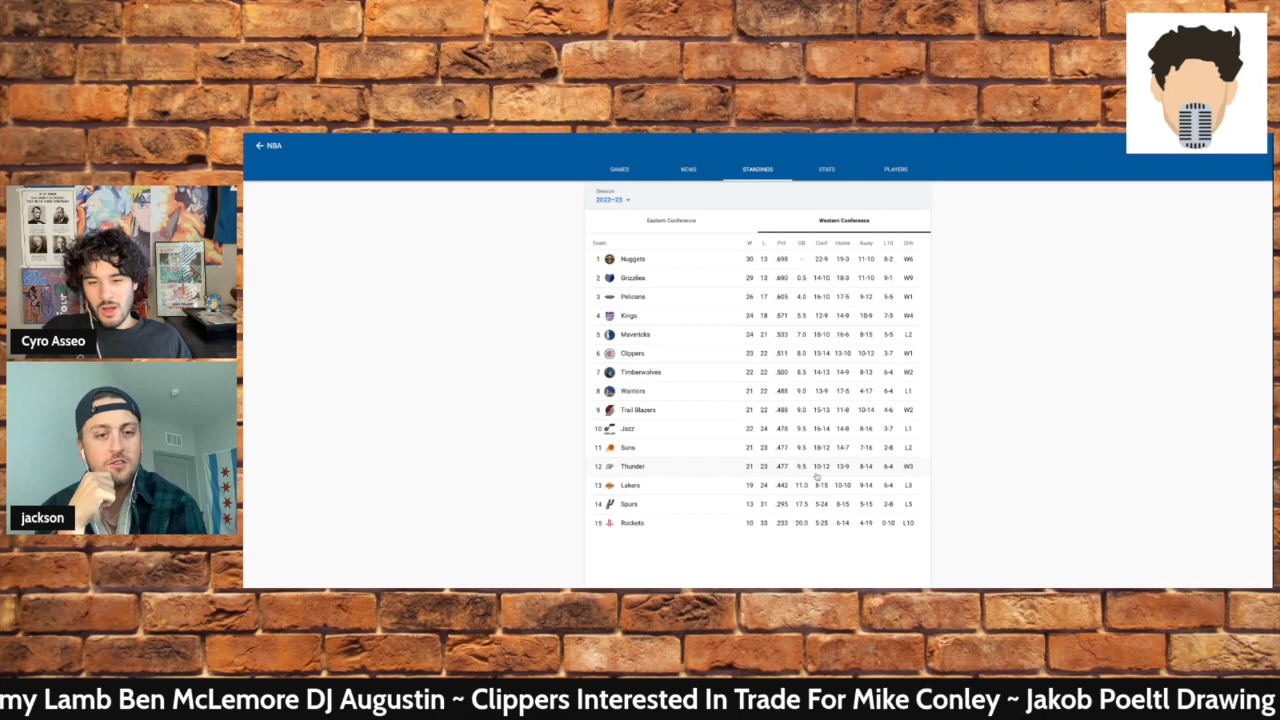 ← NBA
GAMES NEWS STANDINGS STATS PLAYERS
Season
2022–23
Eastern Conference Western Conference
Team W L Pct GB Conf Home Away L10 Strk
1 Nuggets 30 13 .698 - 22-9 19-3 11-10 8-2 W6
2 Grizzlies 29 13 .690 0.5 14-10 18-3 11-10 9-1 W9
3 Pelicans 26 17 .605 4.0 16-10 17-5 9-12 5-5 W1
4 Kings 24 18 .571 5.5 12-9 14-9 10-9 7-3 W4
5 Mavericks 24 21 .533 7.0 18-10 16-6 8-15 5-5 L2
6 Clippers 23 22 .511 8.0 13-14 13-10 10-12 3-7 W1
7 Timberwolves 22 22 .500 8.5 14-13 14-9 8-13 6-4 W2
8 Warriors 21 22 .488 9.0 13-9 17-5 4-17 6-4 L1
9 Trail Blazers 21 22 .488 9.0 15-13 11-8 10-14 4-6 W2
10 Jazz 22 24 .478 9.5 16-14 14-8 8-16 3-7 L1
11 Suns 21 23 .477 9.5 18-12 14-7 7-16 2-8 L2
12 Thunder 21 23 .477 9.5 10-12 13-9 8-14 6-4 W3
13 Lakers 19 24 .442 11.0 8-15 10-10 9-14 6-4 L3
14 Spurs 13 31 .295 17.5 5-24 8-15 5-15 2-8 L5
15 Rockets 10 33 .233 20.0 5-25 6-14 4-19 0-10 L10
Cyro Asseo
jackson
my Lamb Ben McLemore DJ Augustin ~ Clippers Interested In Trade For Mike Conley ~ Jakob Poeltl Drawing